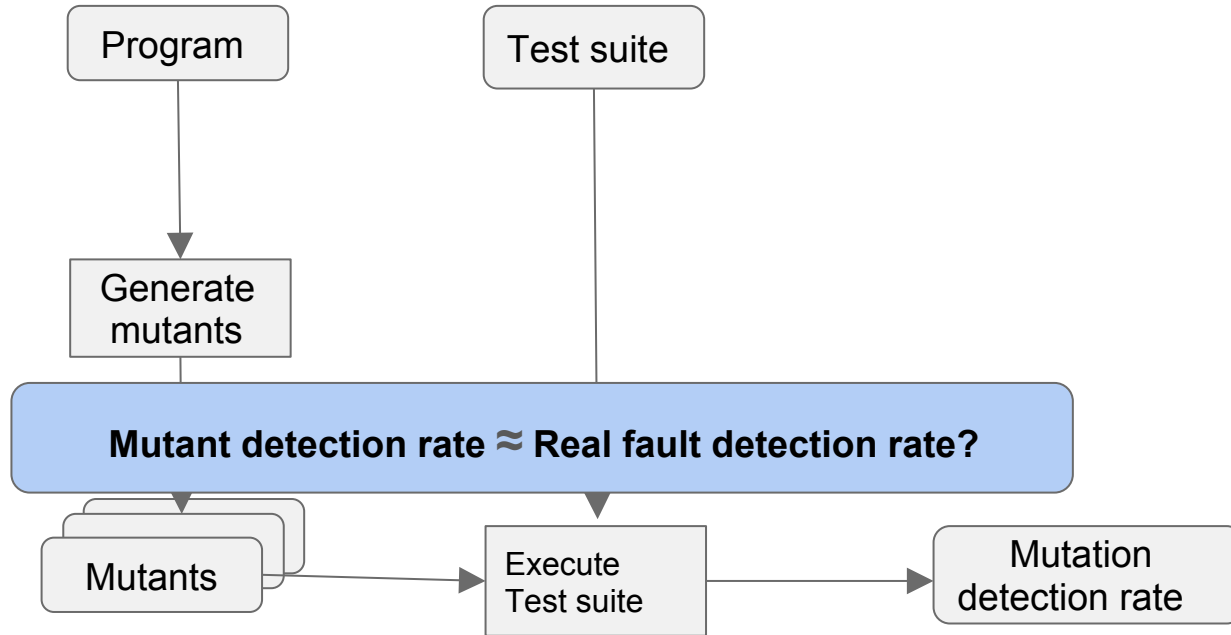 Program
Test suite
Generate
mutants
Mutant detection rate ≈ Real fault detection rate?
Mutants
Execute
Test suite
Mutation
detection rate